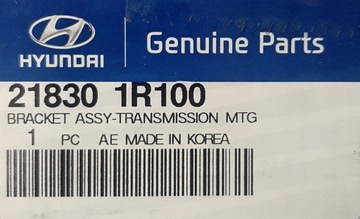 HYUNDAI
Genuine Parts
21830 1R100
BRACKET ASSY-TRANSMISSION MTG
1 PC AE MADE IN KOREA